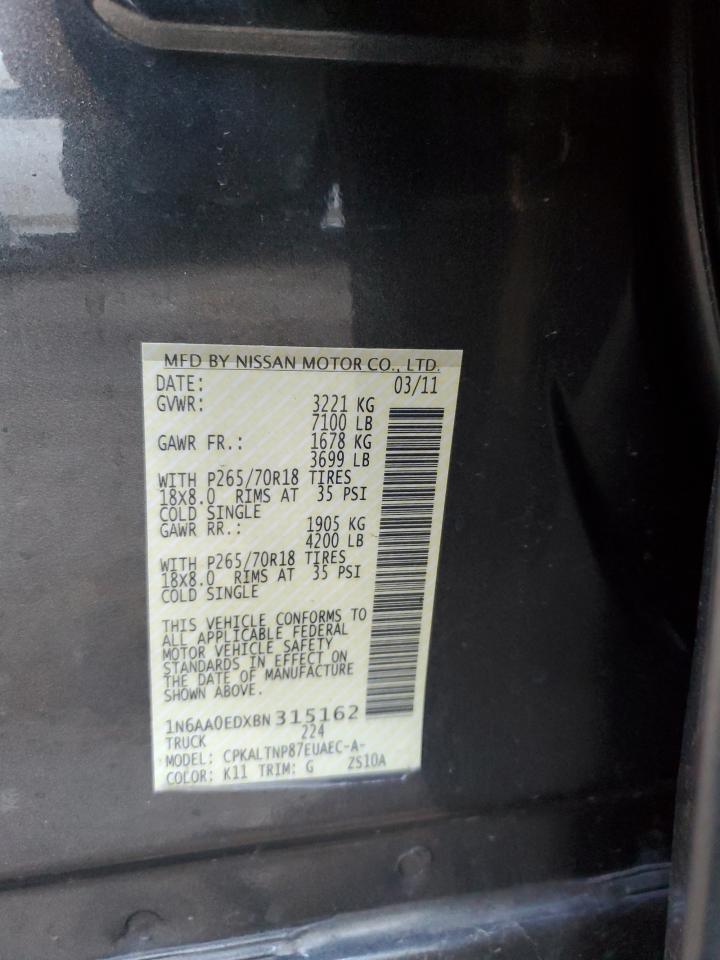 MFD BY NISSAN MOTOR CO., LTD.
DATE: 03/11
GVWR: 3221 KG
7100 LB
GAWR FR.: 1678 KG
3699 LB
WITH P265/70R18 TIRES
18X8.0 RIMS AT 35 PSI
COLD SINGLE
GAWR RR.: 1905 KG
4200 LB
WITH P265/70R18 TIRES
18X8.0 RIMS AT 35 PSI
COLD SINGLE
THIS VEHICLE CONFORMS TO
ALL APPLICABLE FEDERAL
MOTOR VEHICLE SAFETY
STANDARDS IN EFFECT ON
THE DATE OF MANUFACTURE
SHOWN ABOVE.
1N6AA0EDXBN315162
TRUCK 224
MODEL: CPKALTNP87EUAEC-A-
COLOR: K11 TRIM: G ZS10A